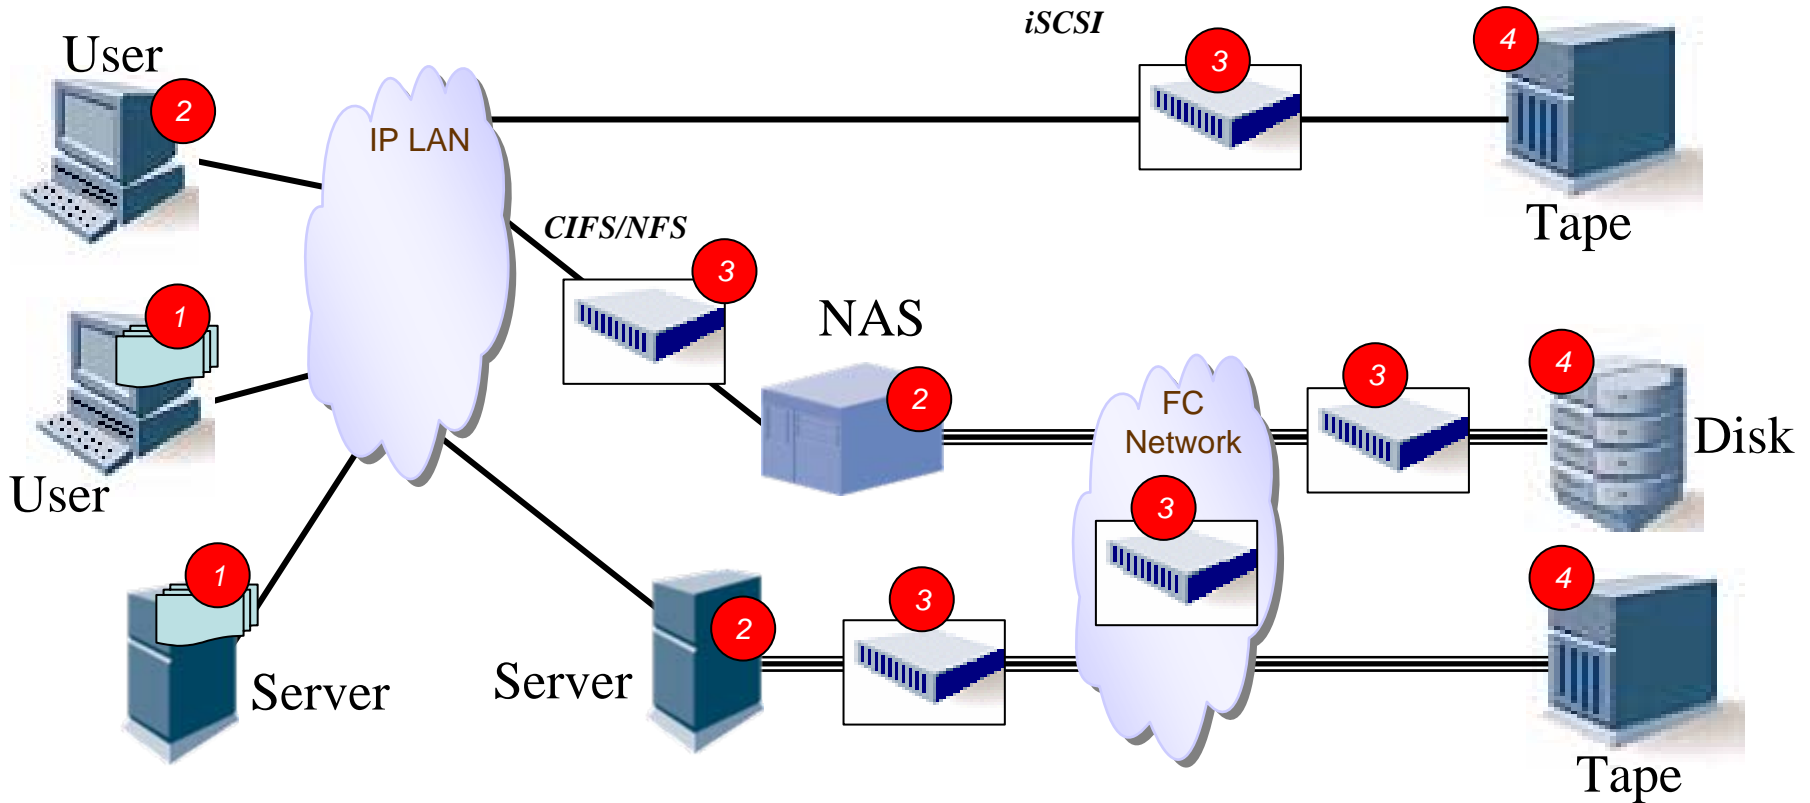 iSCSI
4
3
User
2
IP LAN
Tape
CIFS/NFS
3
1
NAS
3
4
2
FC
Network
Disk
User
3
1
3
4
2
Server
Server
Tape